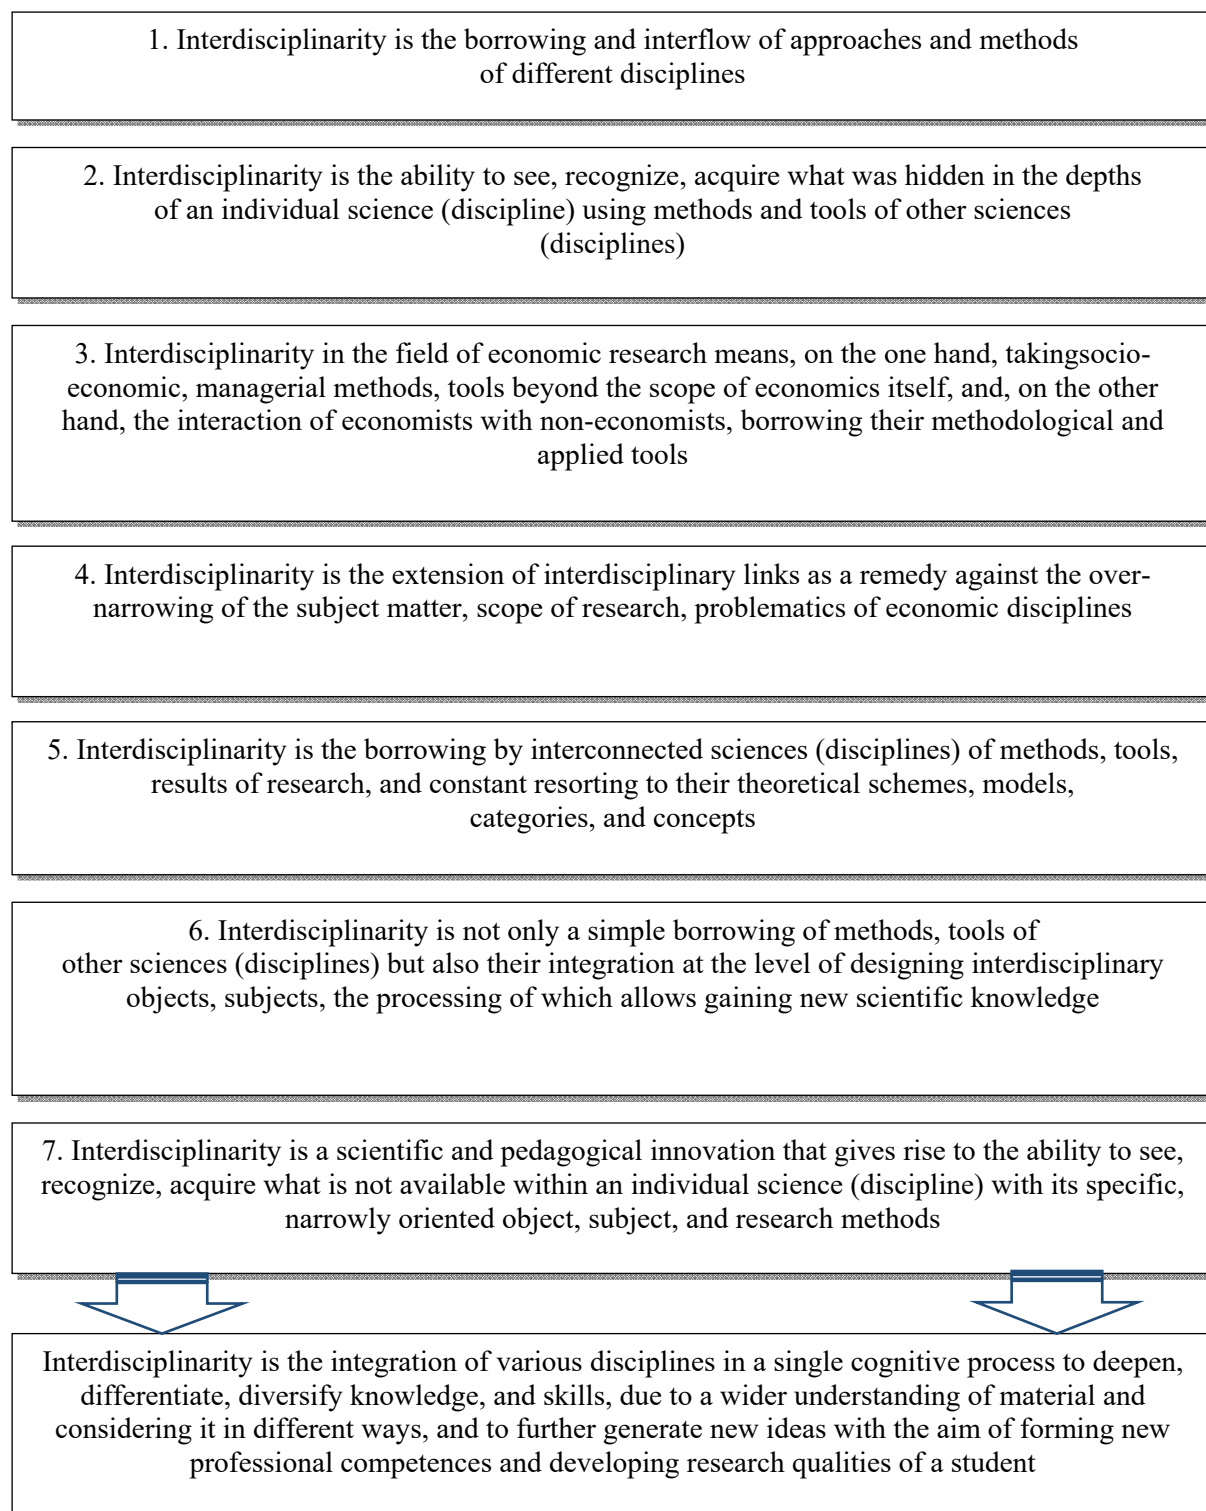 1. Interdisciplinarity is the borrowing and interflow of approaches and methods
of different disciplines
2. Interdisciplinarity is the ability to see, recognize, acquire what was hidden in the depths
of an individual science (discipline) using methods and tools of other sciences
(disciplines)
3. Interdisciplinarity in the field of economic research means, on the one hand, takingsocio-
economic, managerial methods, tools beyond the scope of economics itself, and, on the other
hand, the interaction of economists with non-economists, borrowing their methodological and
applied tools
4. Interdisciplinarity is the extension of interdisciplinary links as a remedy against the over-
narrowing of the subject matter, scope of research, problematics of economic disciplines
5. Interdisciplinarity is the borrowing by interconnected sciences (disciplines) of methods, tools,
results of research, and constant resorting to their theoretical schemes, models,
categories, and concepts
6. Interdisciplinarity is not only a simple borrowing of methods, tools of
other sciences (disciplines) but also their integration at the level of designing interdisciplinary
objects, subjects, the processing of which allows gaining new scientific knowledge
7. Interdisciplinarity is a scientific and pedagogical innovation that gives rise to the ability to see,
recognize, acquire what is not available within an individual science (discipline) with its specific,
narrowly oriented object, subject, and research methods
Interdisciplinarity is the integration of various disciplines in a single cognitive process to deepen,
differentiate, diversify knowledge, and skills, due to a wider understanding of material and
considering it in different ways, and to further generate new ideas with the aim of forming new
professional competences and developing research qualities of a student